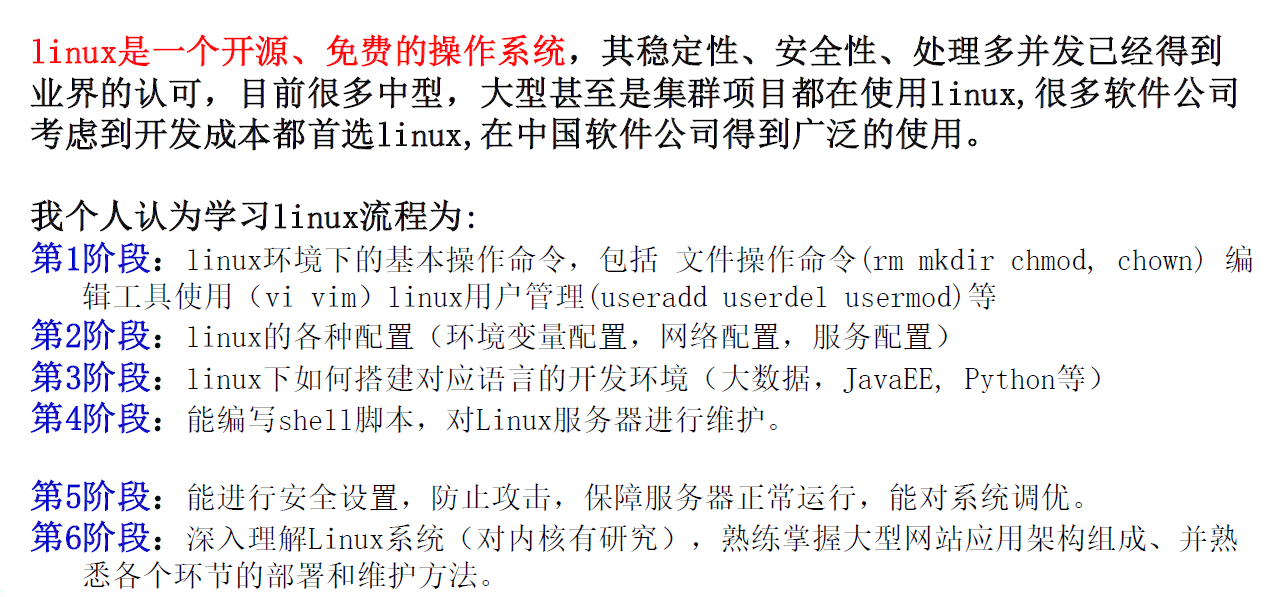 linux是一个开源、免费的操作系统，其稳定性、安全性、处理多并发已经得到
业界的认可，目前很多中型，大型甚至是集群项目都在使用linux,很多软件公司
考虑到开发成本都首选linux,在中国软件公司得到广泛的使用。
我个人认为学习linux流程为:
第1阶段：linux环境下的基本操作命令，包括 文件操作命令(rm mkdir chmod, chown) 编
辑工具使用（vi vim）linux用户管理(useradd userdel usermod)等
第2阶段：linux的各种配置（环境变量配置，网络配置，服务配置）
第3阶段：linux下如何搭建对应语言的开发环境（大数据，JavaEE, Python等）
第4阶段：能编写shell脚本，对Linux服务器进行维护。
第5阶段：能进行安全设置，防止攻击，保障服务器正常运行，能对系统调优。
第6阶段：深入理解Linux系统（对内核有研究），熟练掌握大型网站应用架构组成、并熟
悉各个环节的部署和维护方法。